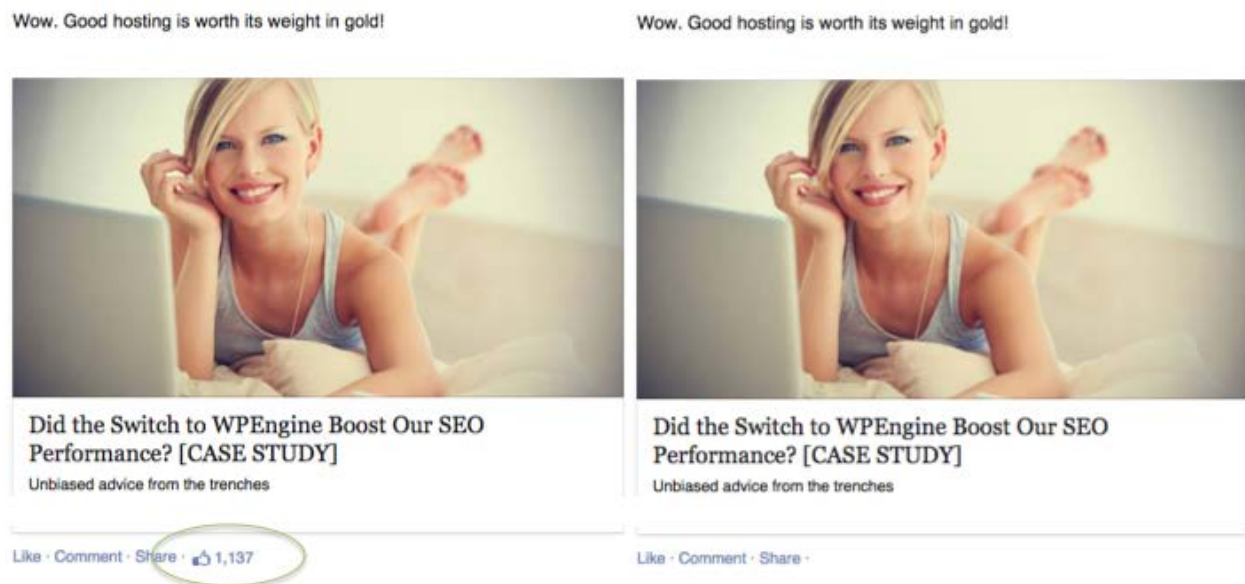 Wow. Good hosting is worth its weight in gold!
Did the Switch to WPEngine Boost Our SEO
Performance? [CASE STUDY]
Unbiased advice from the trenches
Like · Comment · Share · 1,137
Wow. Good hosting is worth its weight in gold!
Did the Switch to WPEngine Boost Our SEO
Performance? [CASE STUDY]
Unbiased advice from the trenches
Like · Comment · Share ·